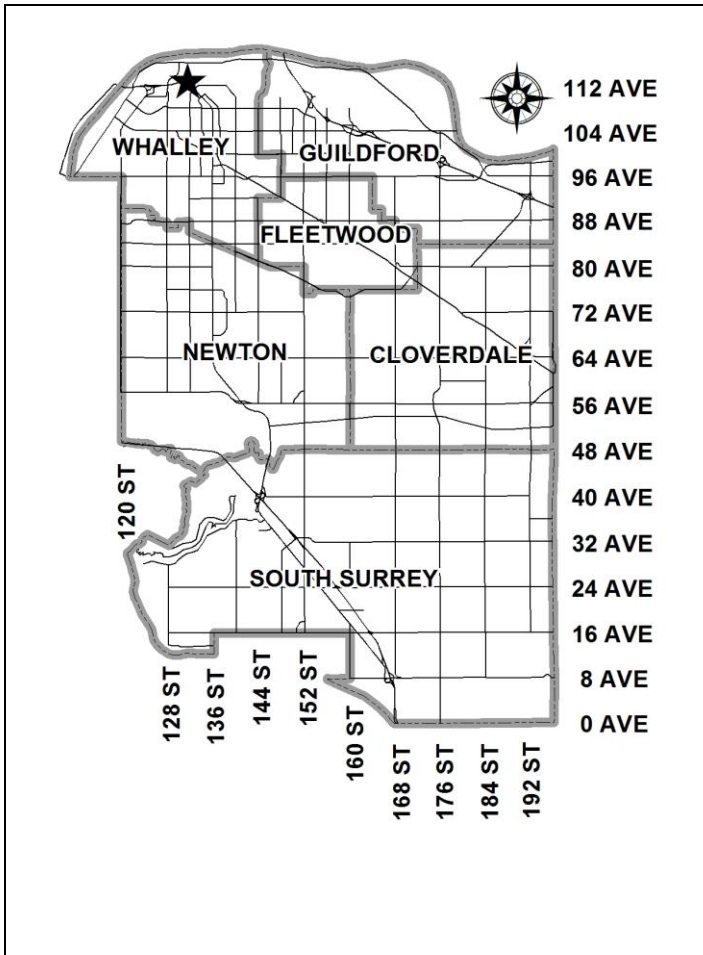 112 AVE
104 AVE
WHALLEY
GUILDFORD
96 AVE
88 AVE
FLEETWOOD
80 AVE
72 AVE
NEWTON
CLOVERDALE
64 AVE
56 AVE
48 AVE
120 ST
40 AVE
32 AVE
SOUTH SURREY
24 AVE
16 AVE
8 AVE
0 AVE
128 ST
136 ST
144 ST
152 ST
160 ST
168 ST
176 ST
184 ST
192 ST